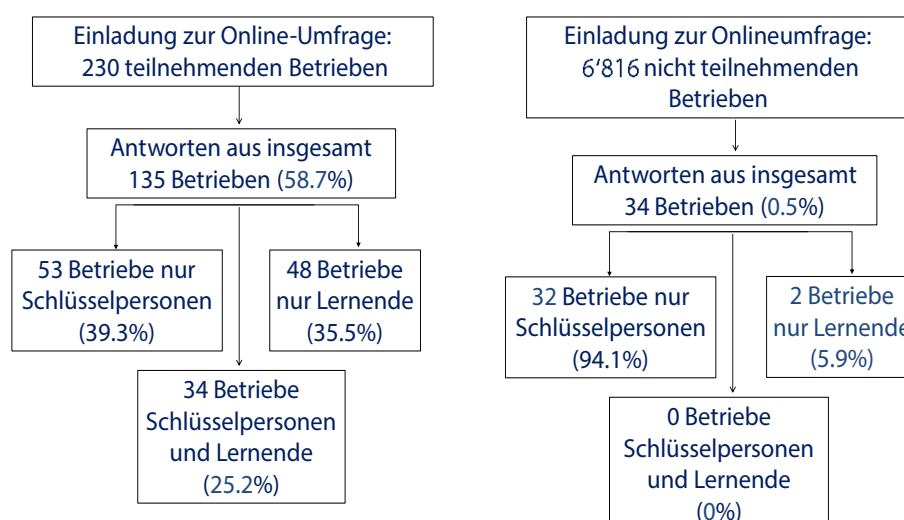 Einladung zur Online-Umfrage:
230 teilnehmenden Betrieben
Antworten aus insgesamt
135 Betrieben (58.7%)
53 Betriebe nur
Schlüsselpersonen
(39.3%)
48 Betriebe
nur Lernende
(35.5%)
34 Betriebe
Schlüsselpersonen
und Lernende
(25.2%)
Einladung zur Onlineumfrage:
6'816 nicht teilnehmenden
Betrieben
Antworten aus insgesamt
34 Betrieben (0.5%)
32 Betriebe nur
Schlüsselpersonen
(94.1%)
2 Betriebe
nur Lernende
(5.9%)
0 Betriebe
Schlüsselpersonen
und Lernende
(0%)